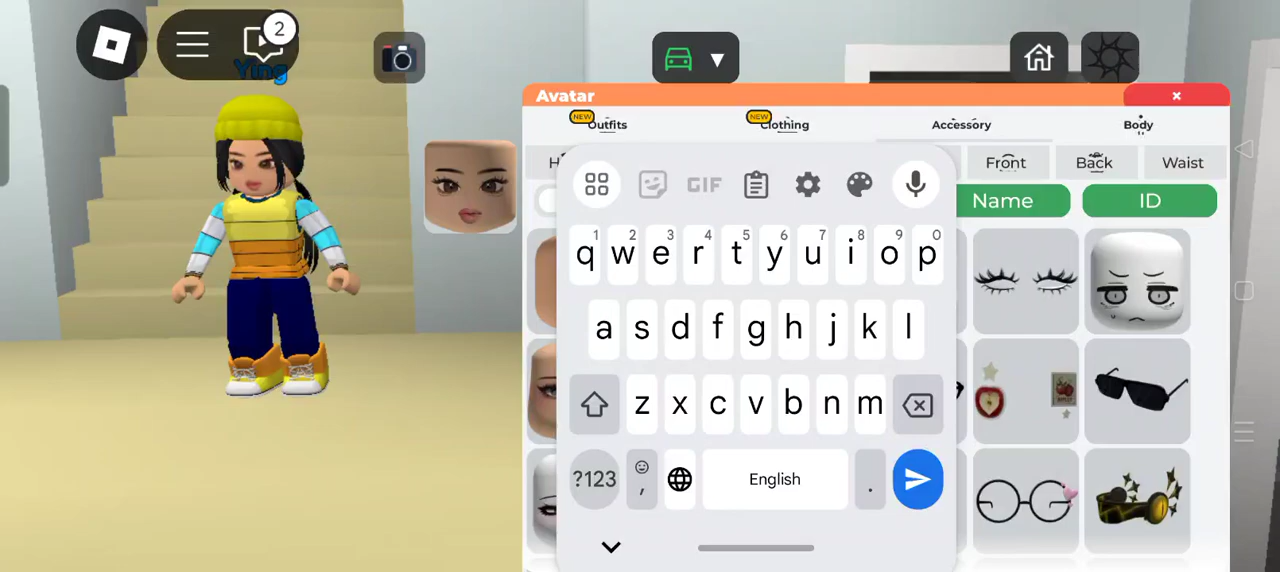 2
Ying
Avatar
×
NEW
Outfits
NEW
Clothing
Accessory
Body
H
Front
Back
Waist
GIF
Name
ID
1 2 3 4 5 6 7 8 9 0
q w e r t y u i o p
a s d f g h j k l
z x c v b n m
?123
,
English
.